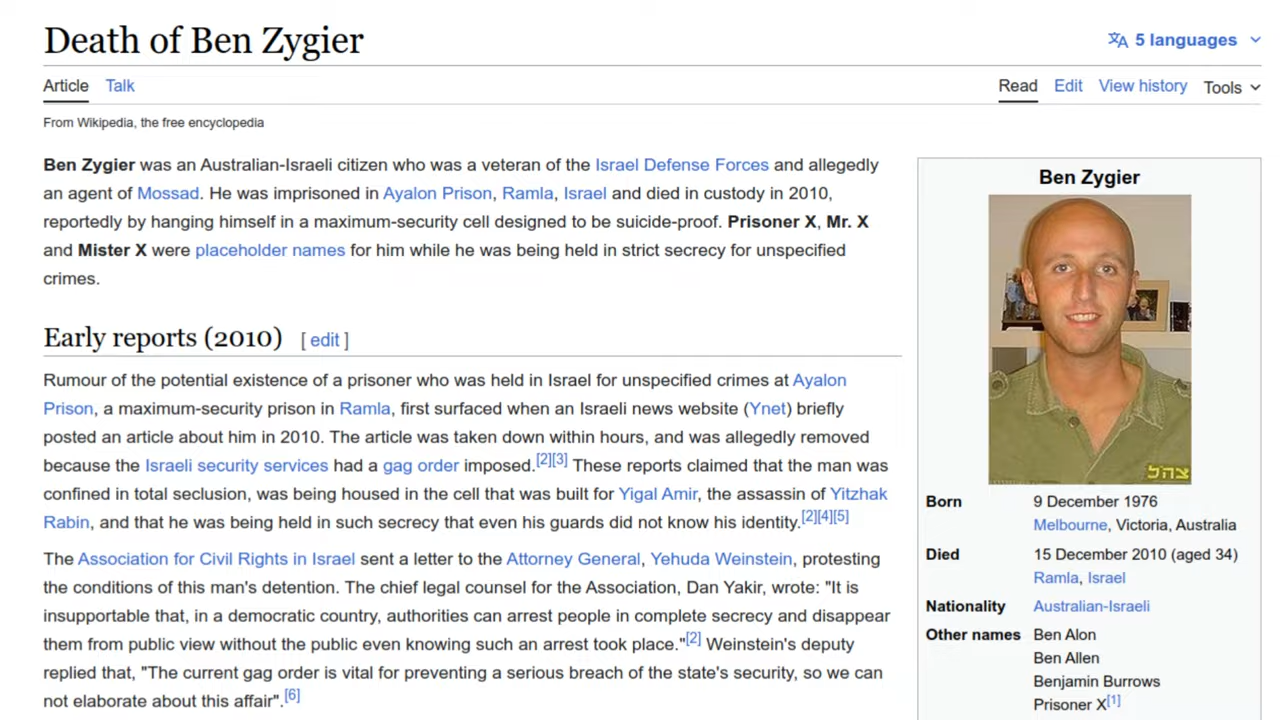 Death of Ben Zygier
5 languages
Article Talk
Read Edit View history Tools
From Wikipedia, the free encyclopedia
Ben Zygier was an Australian-Israeli citizen who was a veteran of the Israel Defense Forces and allegedly
an agent of Mossad. He was imprisoned in Ayalon Prison, Ramla, Israel and died in custody in 2010,
reportedly by hanging himself in a maximum-security cell designed to be suicide-proof. Prisoner X, Mr. X
and Mister X were placeholder names for him while he was being held in strict secrecy for unspecified
crimes.
Early reports (2010) [ edit ]
Rumour of the potential existence of a prisoner who was held in Israel for unspecified crimes at Ayalon
Prison, a maximum-security prison in Ramla, first surfaced when an Israeli news website (Ynet) briefly
posted an article about him in 2010. The article was taken down within hours, and was allegedly removed
because the Israeli security services had a gag order imposed.[2][3] These reports claimed that the man was
confined in total seclusion, was being housed in the cell that was built for Yigal Amir, the assassin of Yitzhak
Rabin, and that he was being held in such secrecy that even his guards did not know his identity.[2][4][5]
The Association for Civil Rights in Israel sent a letter to the Attorney General, Yehuda Weinstein, protesting
the conditions of this man's detention. The chief legal counsel for the Association, Dan Yakir, wrote: "It is
insupportable that, in a democratic country, authorities can arrest people in complete secrecy and disappear
them from public view without the public even knowing such an arrest took place."[2] Weinstein's deputy
replied that, "The current gag order is vital for preventing a serious breach of the state's security, so we can
not elaborate about this affair".[6]
Ben Zygier
צה"ל
Born 9 December 1976
Melbourne, Victoria, Australia
Died 15 December 2010 (aged 34)
Ramla, Israel
Nationality Australian-Israeli
Other names Ben Alon
Ben Allen
Benjamin Burrows
Prisoner X[1]